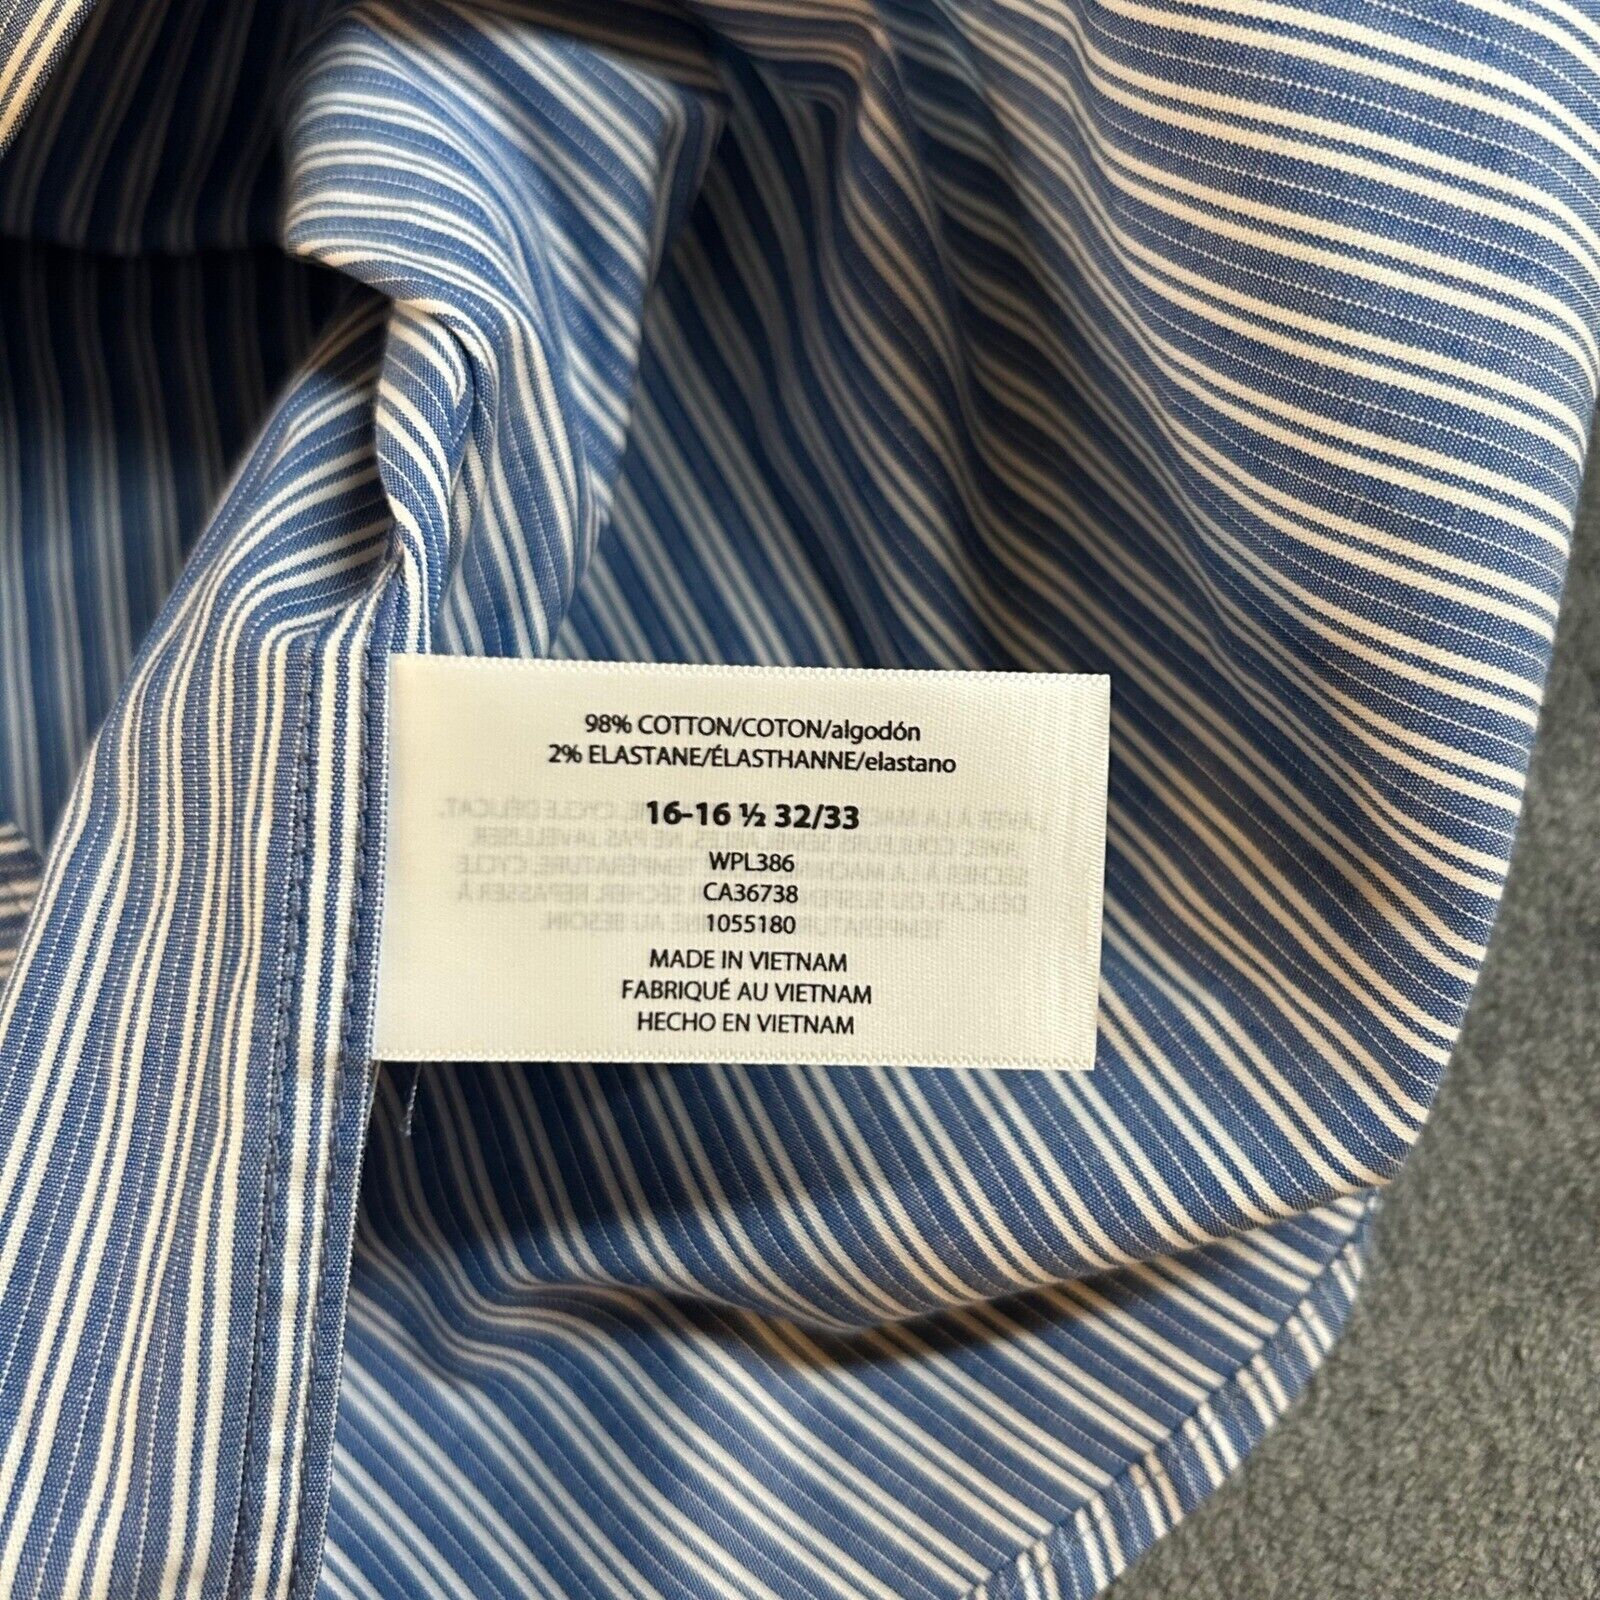 98% COTTON/COTON/algodón
2% ELASTANE/ÉLASTHANNE/elastano
16-16 ½ 32/33
WPL386
CA36738
1055180
MADE IN VIETNAM
FABRIQUÉ AU VIETNAM
HECHO EN VIETNAM